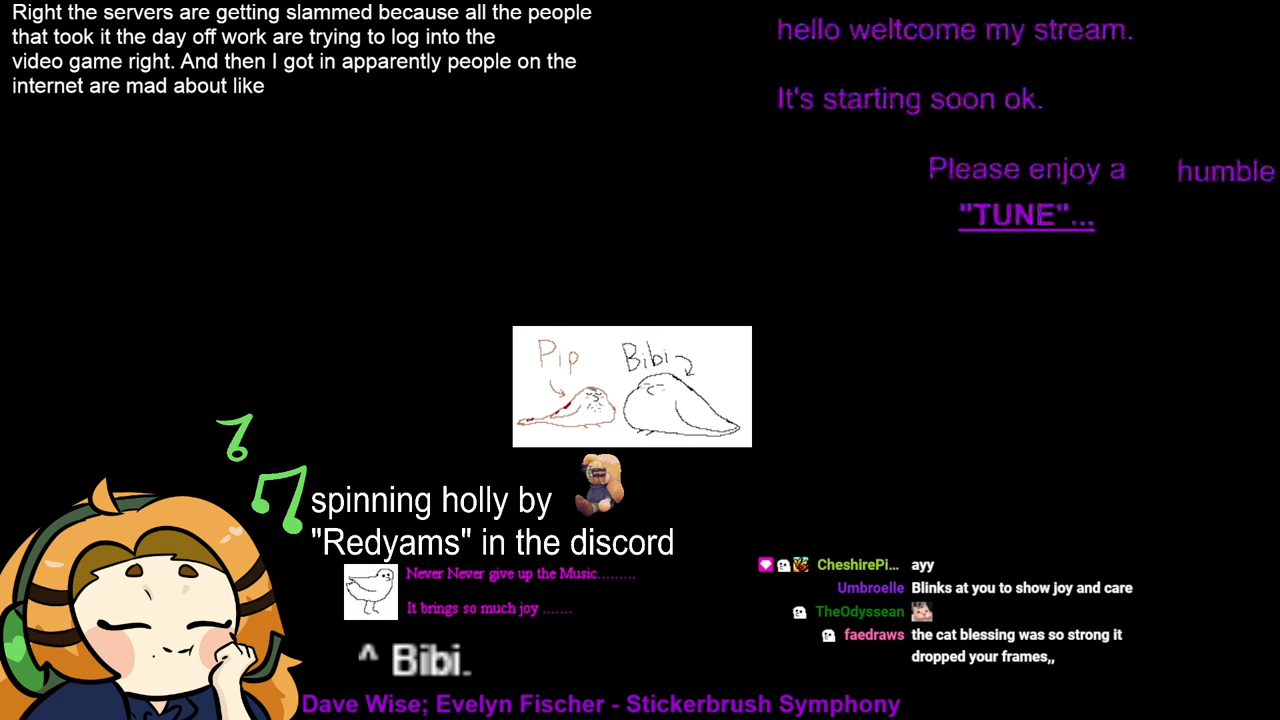 Right the servers are getting slammed because all the people
that took it the day off work are trying to log into the
video game right. And then I got in apparently people on the
internet are mad about like
hello weltcome my stream.
It's starting soon ok.
Please enjoy a humble
"TUNE"...
Pip Bibi
spinning holly by
"Redyams" in the discord
Never Never give up the Music.........
It brings so much joy .......
^ Bibi.
CheshirePi... ayy
Umbroelle Blinks at you to show joy and care
TheOdyssean
faedraws the cat blessing was so strong it
dropped your frames,,
Dave Wise; Evelyn Fischer - Stickerbrush Symphony